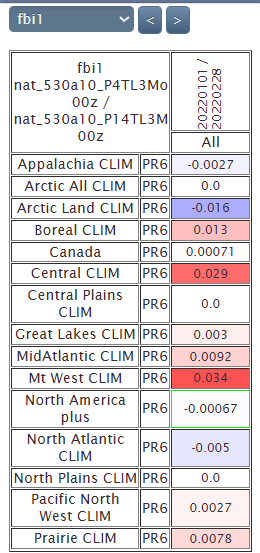 fbi1
<
>
fbi1
nat_530a10_P4TL3Mo
00z /
nat_530a10_P14TL3M
00z
20220101 /
20220228
All
Appalachia CLIM PR6 -0.0027
Arctic All CLIM PR6 0.0
Arctic Land CLIM PR6 -0.016
Boreal CLIM PR6 0.013
Canada PR6 0.00071
Central CLIM PR6 0.029
Central Plains
CLIM PR6 0.0
Great Lakes CLIM PR6 0.003
MidAtlantic CLIM PR6 0.0092
Mt West CLIM PR6 0.034
North America
plus PR6 -0.00067
North Atlantic
CLIM PR6 -0.005
North Plains CLIM PR6 0.0
Pacific North
West CLIM PR6 0.0027
Prairie CLIM PR6 0.0078